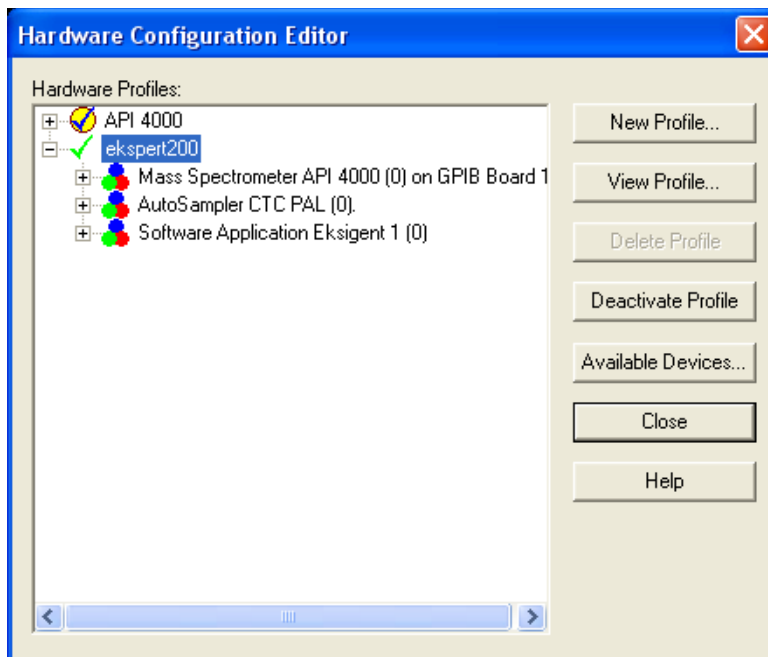 Hardware Configuration Editor
Hardware Profiles:
API 4000
ekspert200
Mass Spectrometer API 4000 (0) on GPIB Board 1
AutoSampler CTC PAL (0).
Software Application Eksigent 1 (0)
New Profile...
View Profile...
Delete Profile
Deactivate Profile
Available Devices...
Close
Help